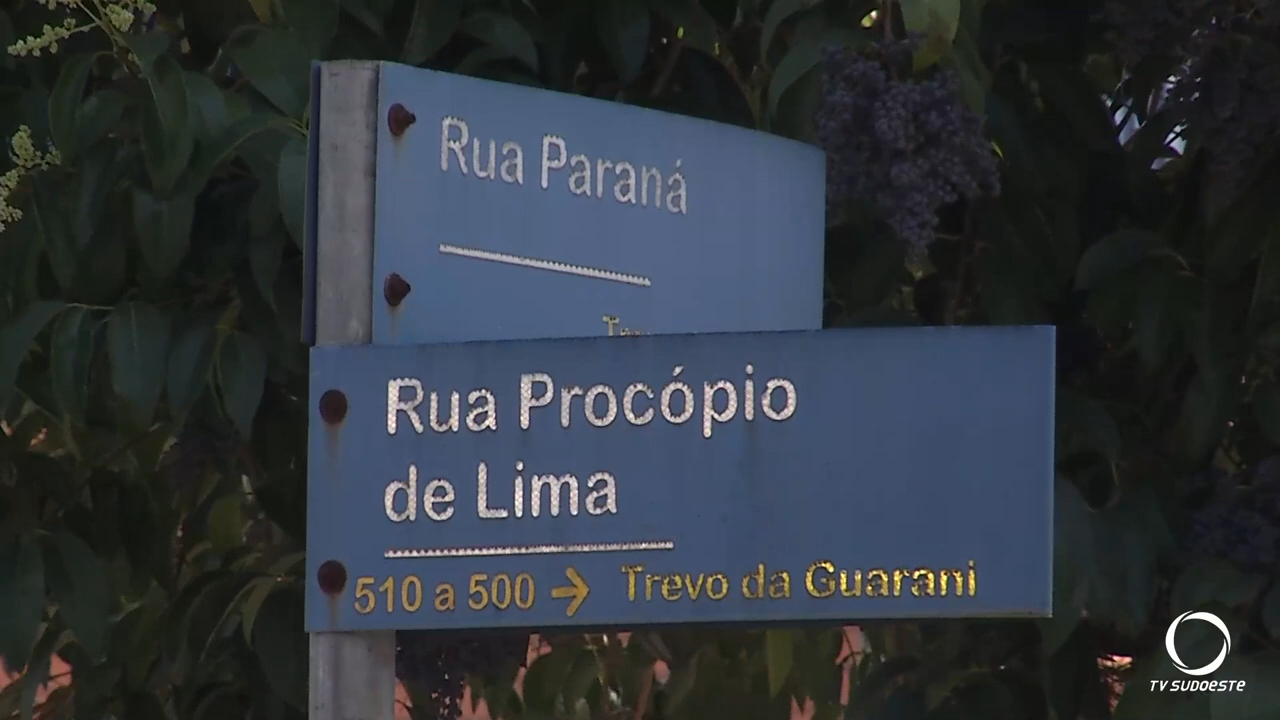 Rua Paraná
Rua Procópio
de Lima
510 a 500 → Trevo da Guarani
TV SUDOESTE